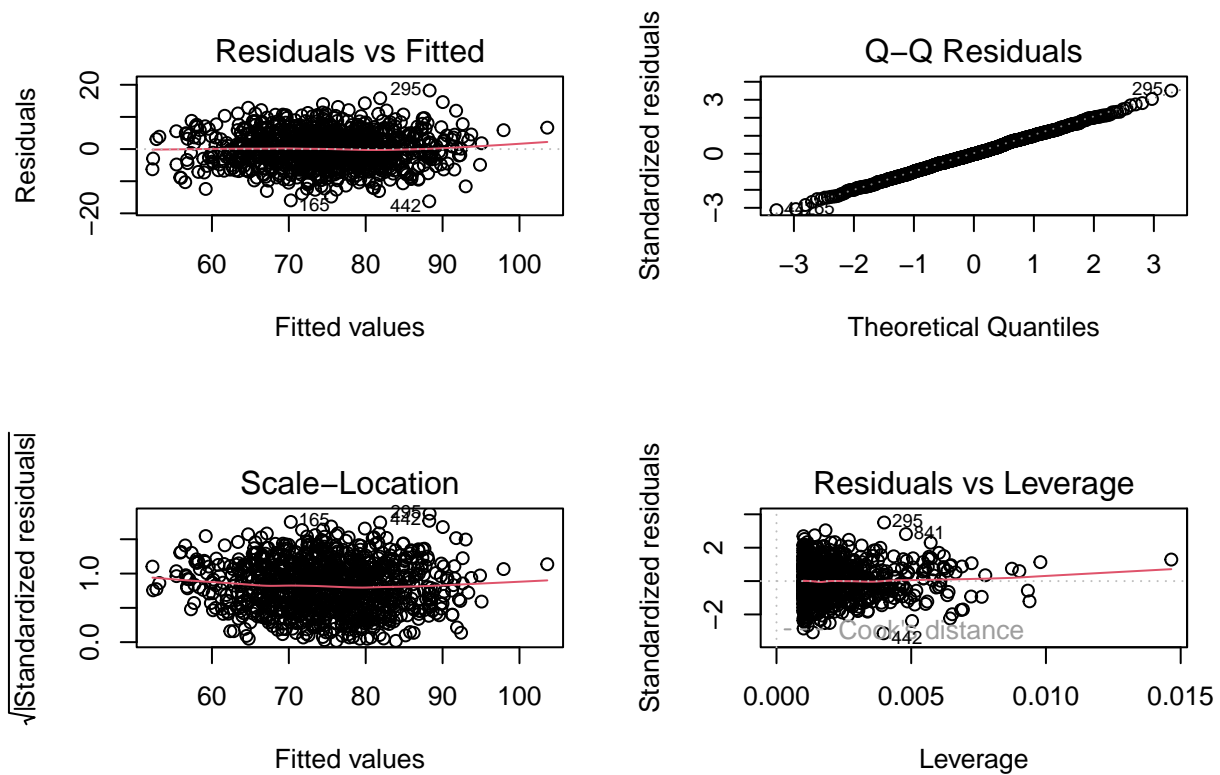 Residuals vs Fitted
Residuals
20
0
−20
295
165
442
60 70 80 90 100
Fitted values
Q−Q Residuals
Standardized residuals
3
0
−3
295
−3 −2 −1 0 1 2 3
Theoretical Quantiles
Scale−Location
√|Standardized residuals|
1.0
0.0
165
295
442
60 70 80 90 100
Fitted values
Residuals vs Leverage
Standardized residuals
2
−2
295
841
Cook's distance
442
0.000 0.005 0.010 0.015
Leverage